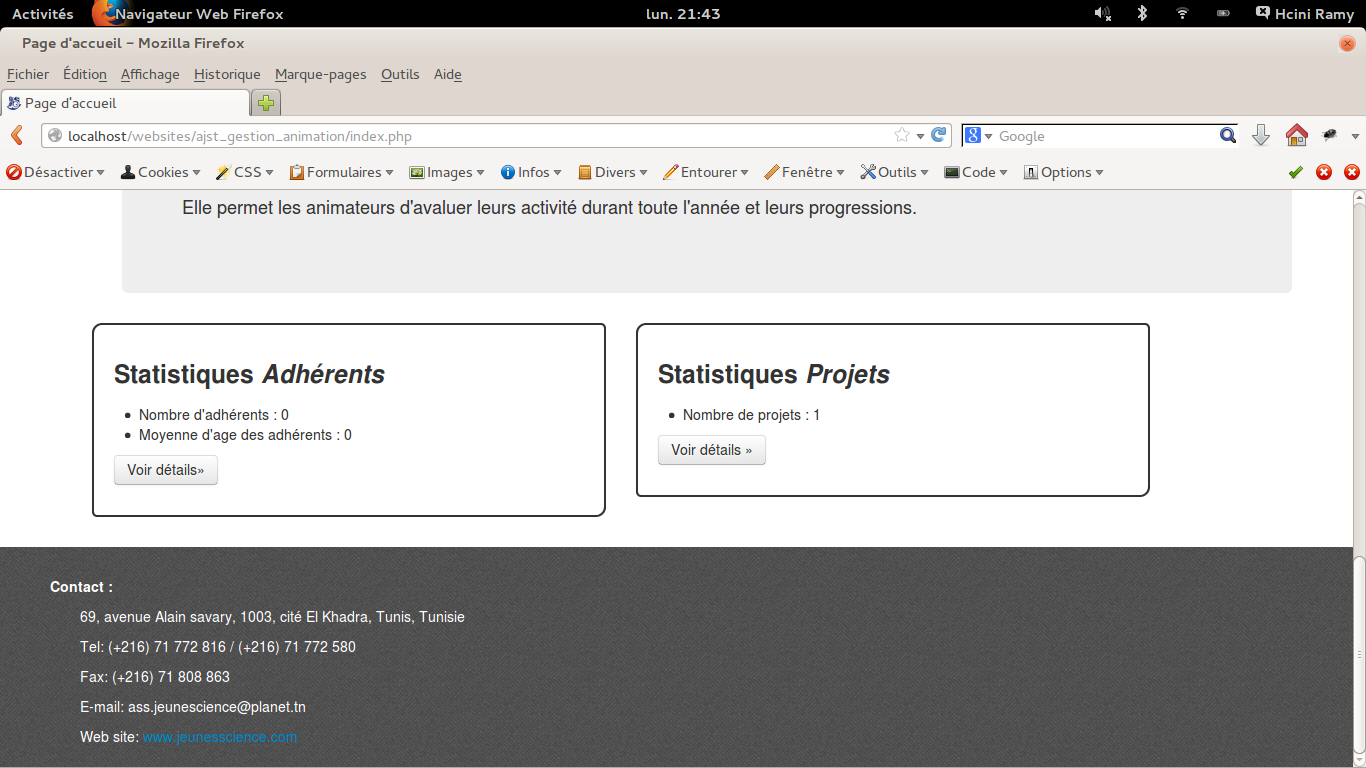 Activités Navigateur Web Firefox lun. 21:43 Hcini Ramy
Page d'accueil – Mozilla Firefox
Fichier Édition Affichage Historique Marque-pages Outils Aide
Page d'accueil
localhost/websites/ajst_gestion_animation/index.php Google
Désactiver Cookies CSS Formulaires Images Infos Divers Entourer Fenêtre Outils Code Options
Elle permet les animateurs d'avaluer leurs activité durant toute l'année et leurs progressions.
Statistiques Adhérents
Nombre d'adhérents : 0
Moyenne d'age des adhérents : 0
Voir détails»
Statistiques Projets
Nombre de projets : 1
Voir détails »
Contact :
69, avenue Alain savary, 1003, cité El Khadra, Tunis, Tunisie
Tel: (+216) 71 772 816 / (+216) 71 772 580
Fax: (+216) 71 808 863
E-mail: ass.jeunescience@planet.tn
Web site: www.jeunesscience.com